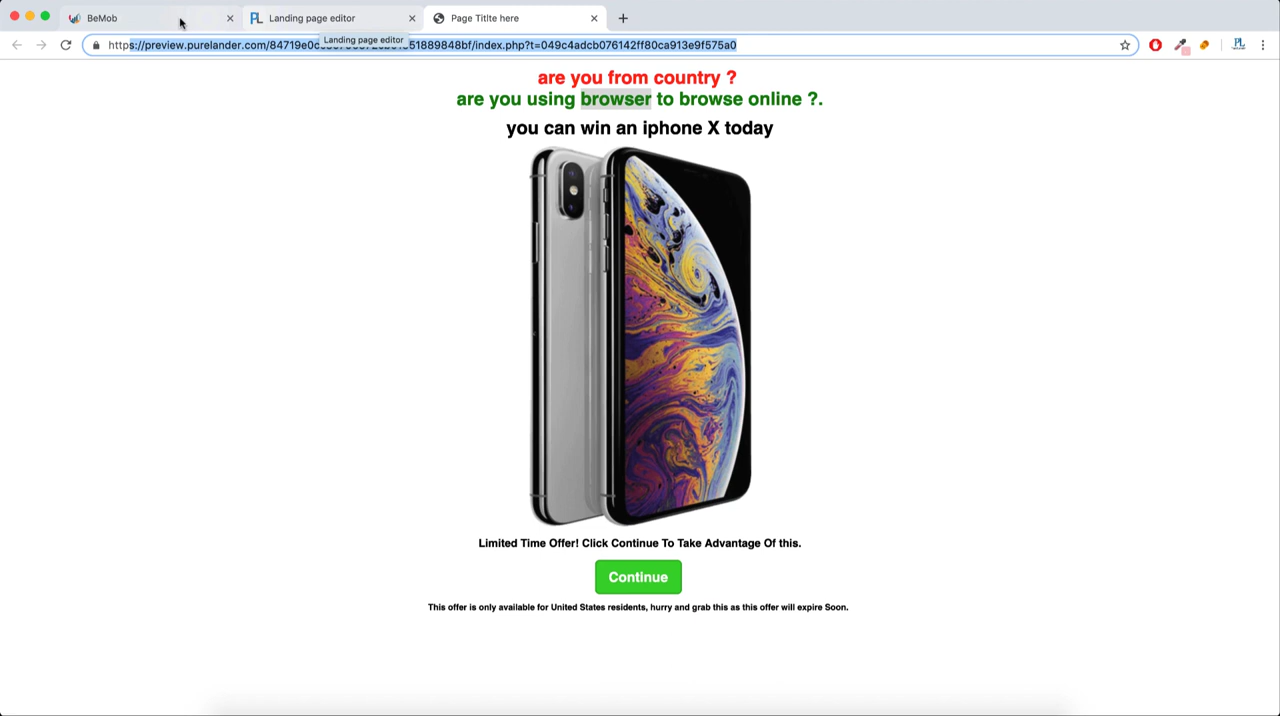 BeMob
Landing page editor
Page Titlte here
Landing page editor
are you from country ?
are you using browser to browse online ?.
you can win an iphone X today
Limited Time Offer! Click Continue To Take Advantage Of this.
Continue
This offer is only available for United States residents, hurry and grab this as this offer will expire Soon.